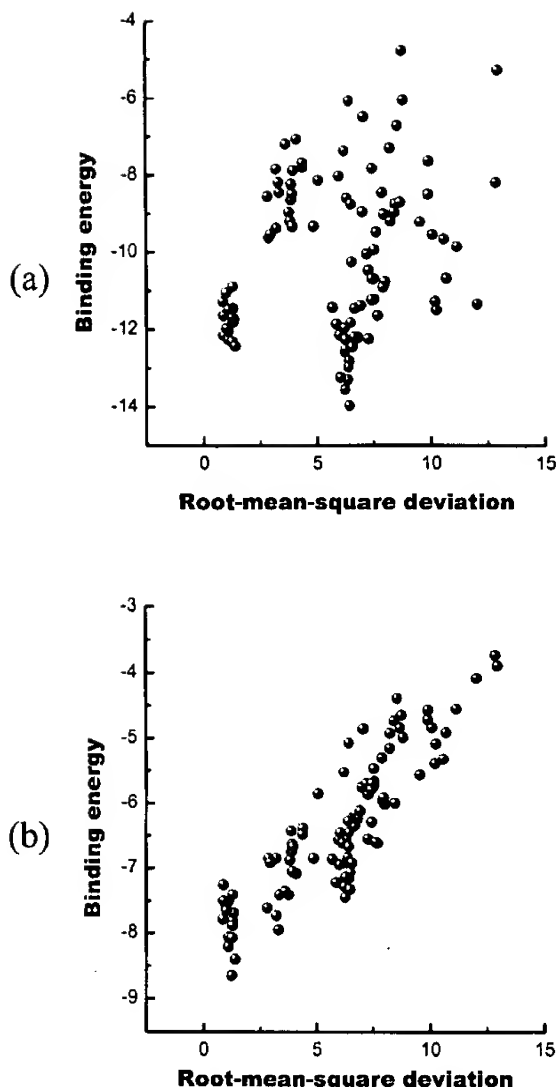 -4
-6
-8
-10
-12
-14
(a)
Binding energy
0 5 10 15
Root-mean-square deviation
-3
-4
-5
-6
-7
-8
-9
(b)
Binding energy
0 5 10 15
Root-mean-square deviation